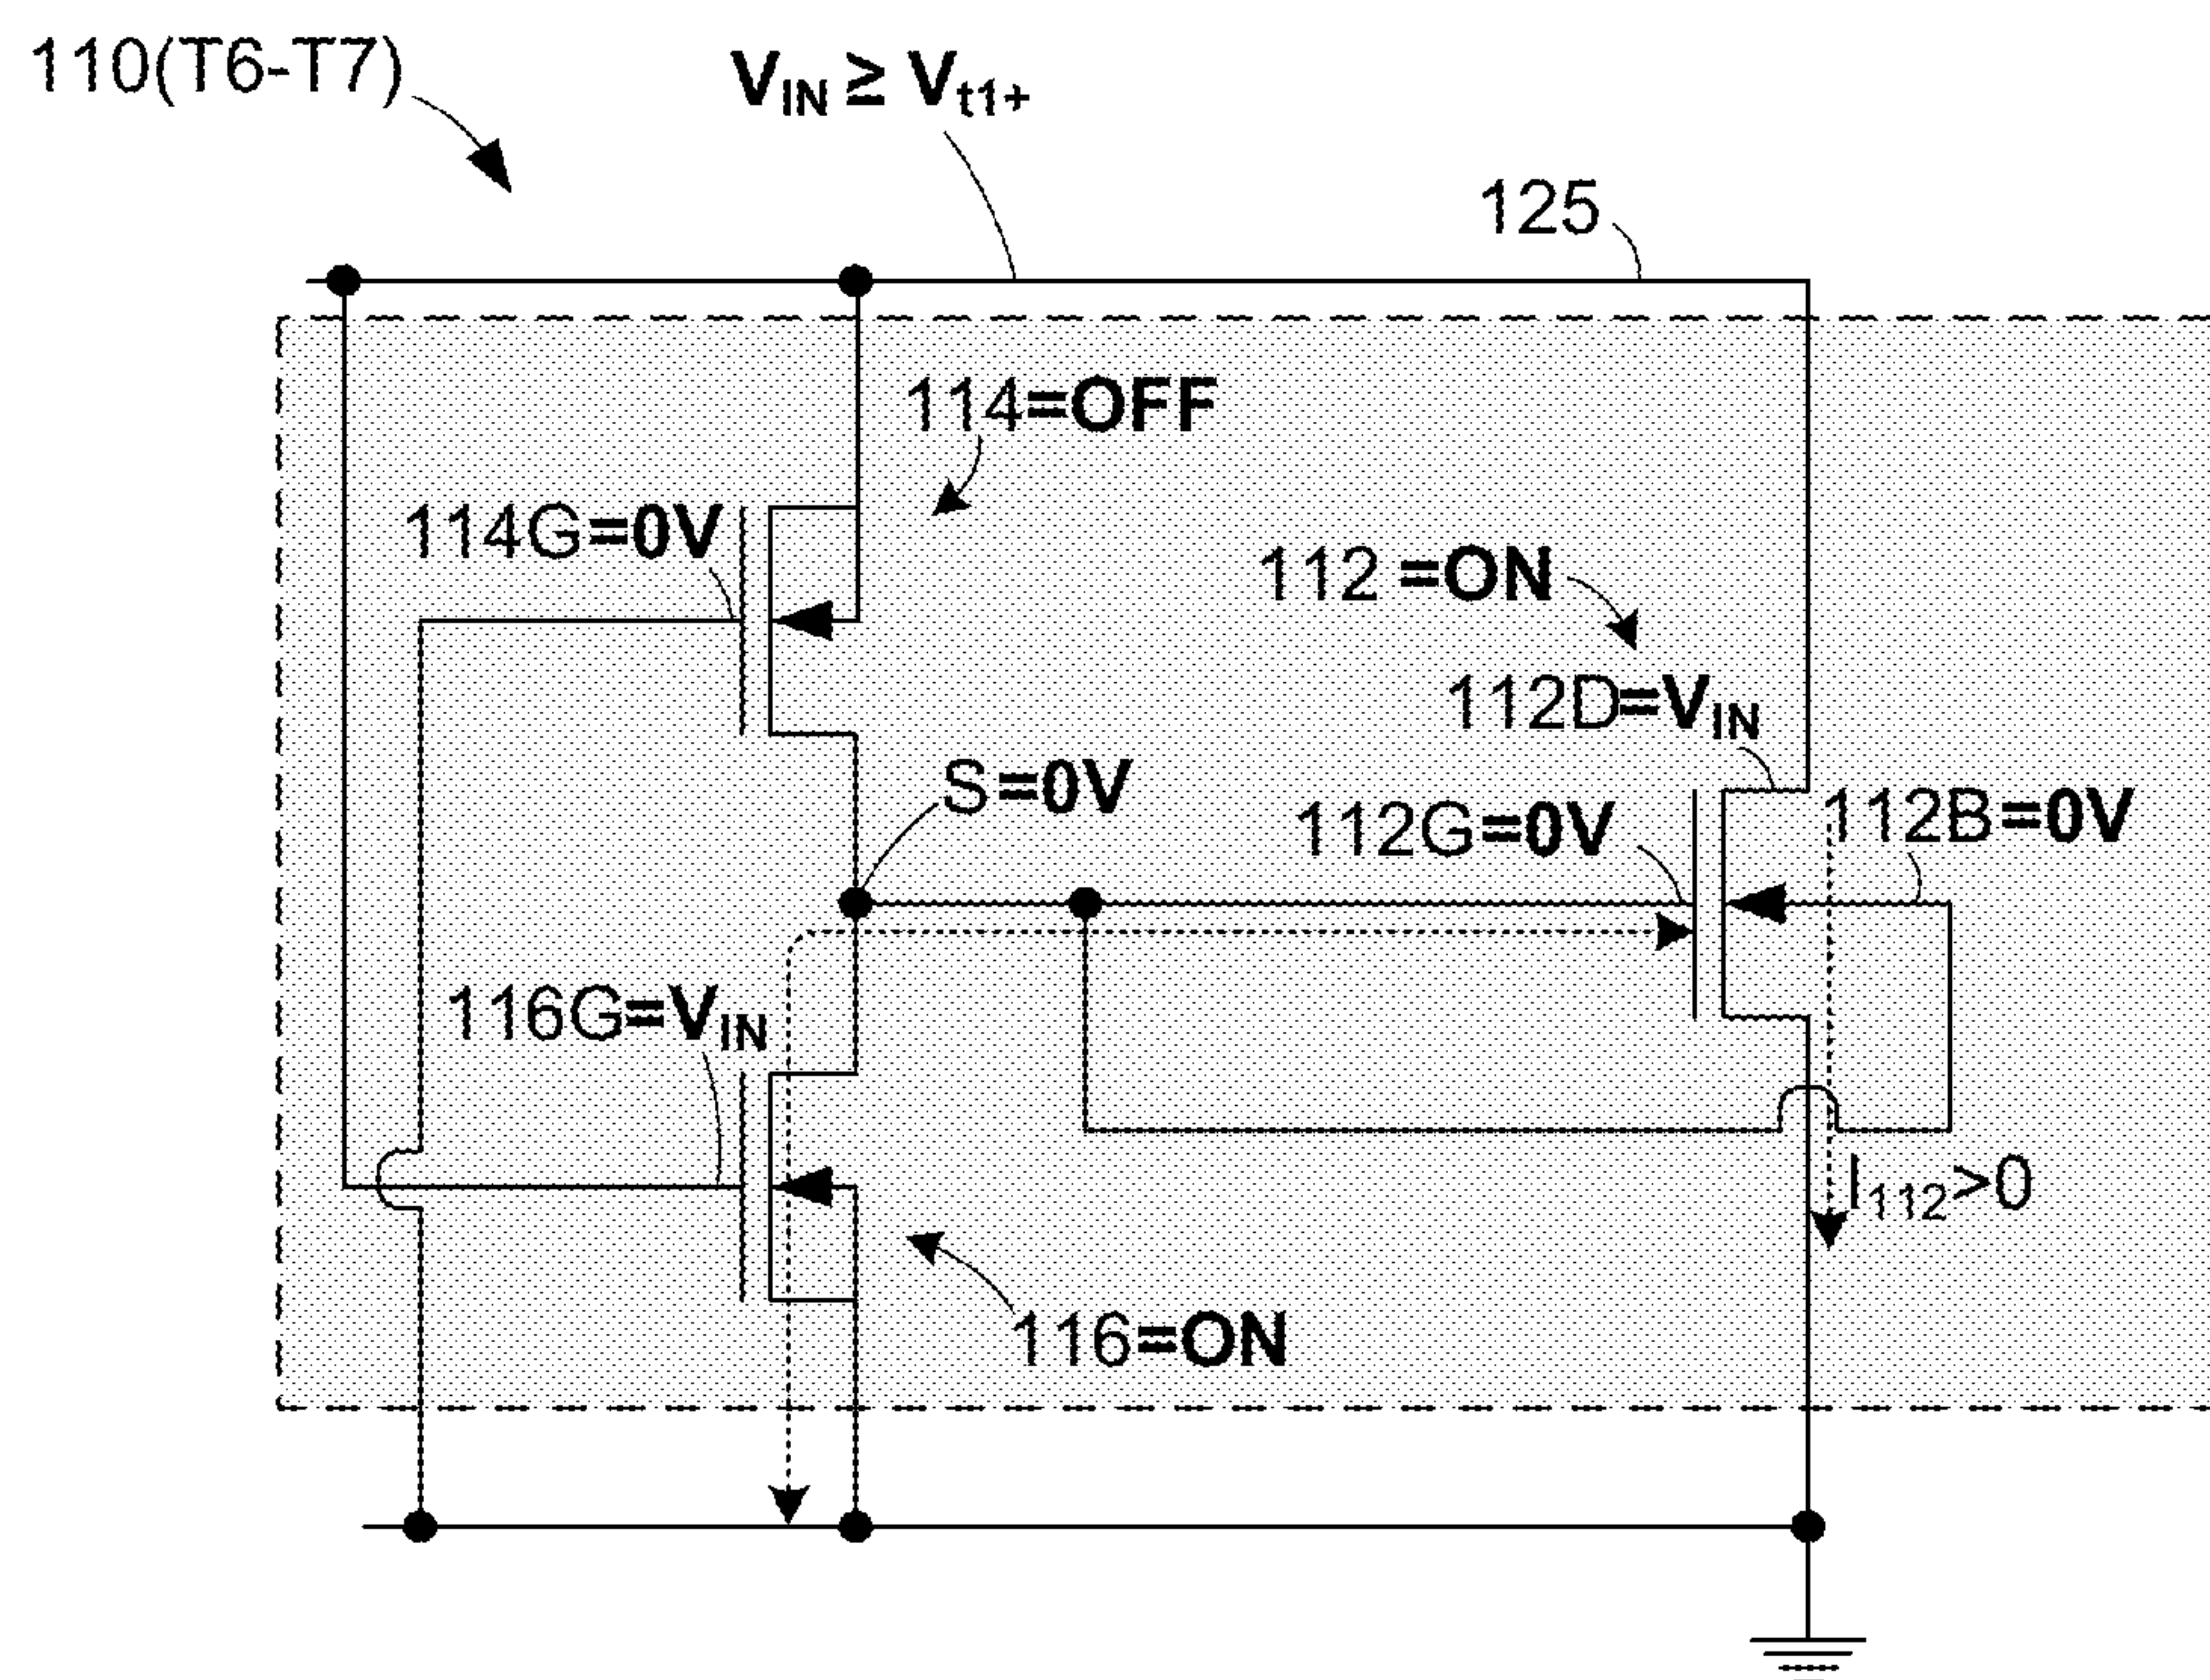 110(T6-T7)
VIN ≥ Vt1+
125
114=OFF
114G=0V
112 =ON
112D=VIN
S=0V
112G=0V
112B=0V
116G=VIN
I112>0
116=ON